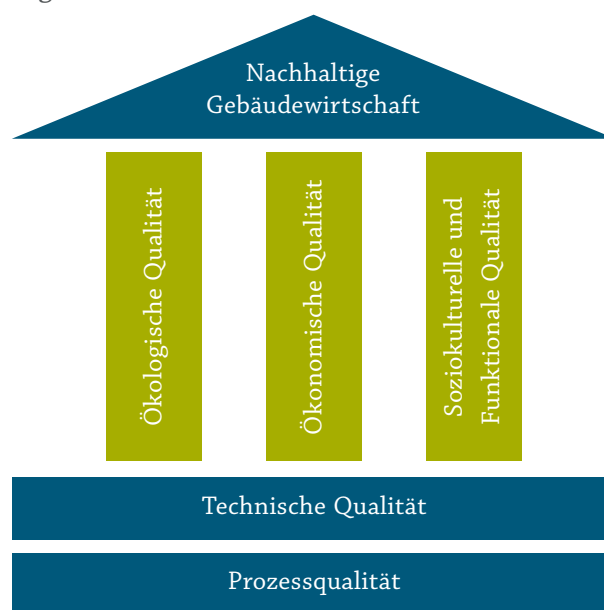 Nachhaltige
Gebäudewirtschaft
Ökologische Qualität
Ökonomische Qualität
Soziokulturelle und
Funktionale Qualität
Technische Qualität
Prozessqualität